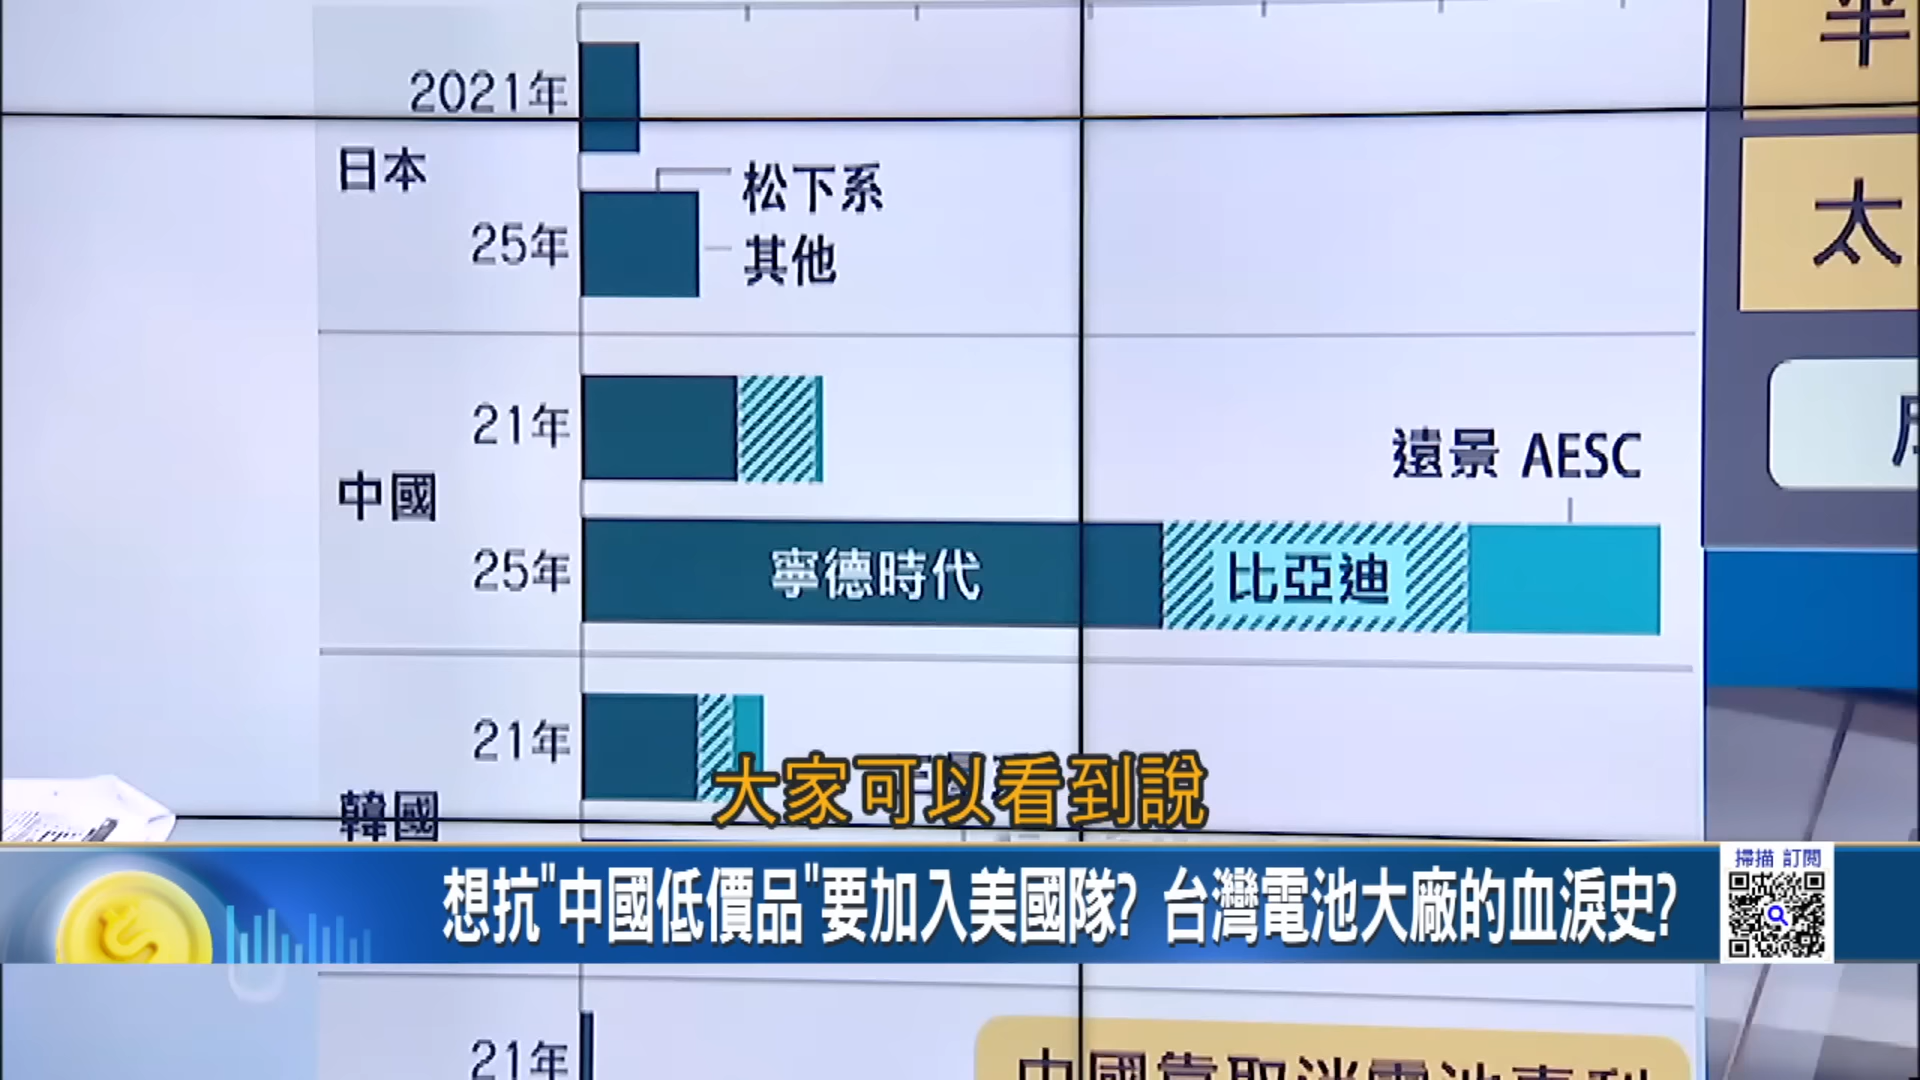 2021年
日本
松下系
25年
其他
21年
遠景 AESC
中國
25年
寧德時代
比亞迪
21年
韓國
大家可以看到說
想抗"中國低價品"要加入美國隊? 台灣電池大廠的血淚史?
掃描 訂閱
21年
太